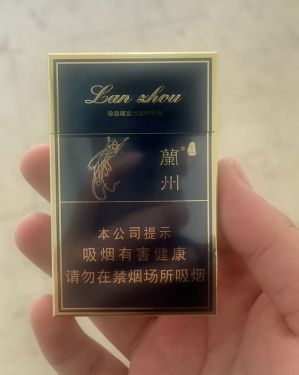 Lan zhou
蘭州
本公司提示
吸烟有害健康
请勿在禁烟场所吸烟